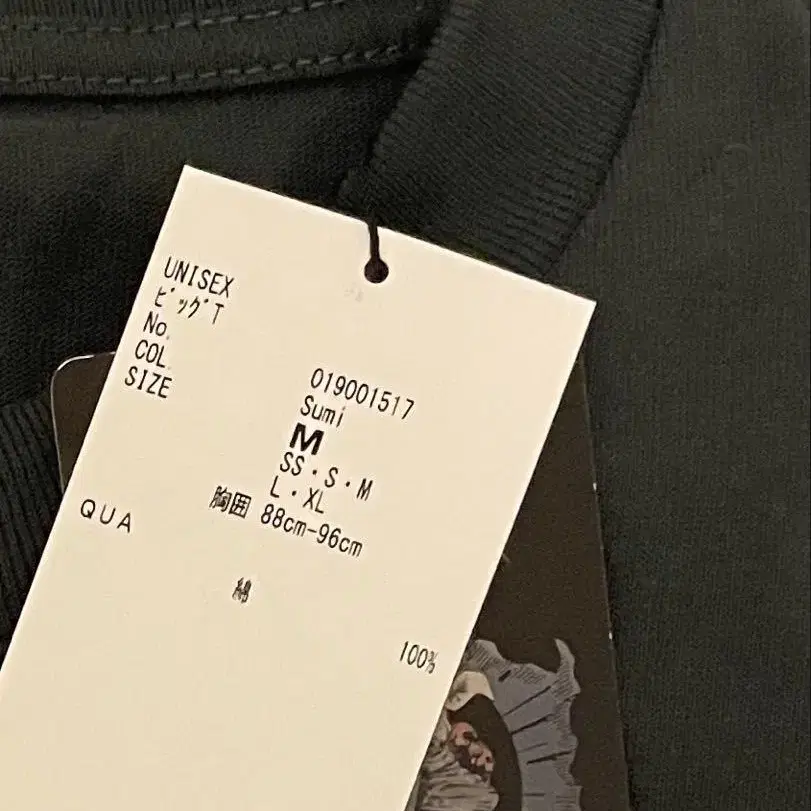 UNISEX
ビッグT
No. 019001517
COL. Sumi
SIZE M
SS・S・M
L・XL
胸囲 88cm-96cm
QUA
綿 100%